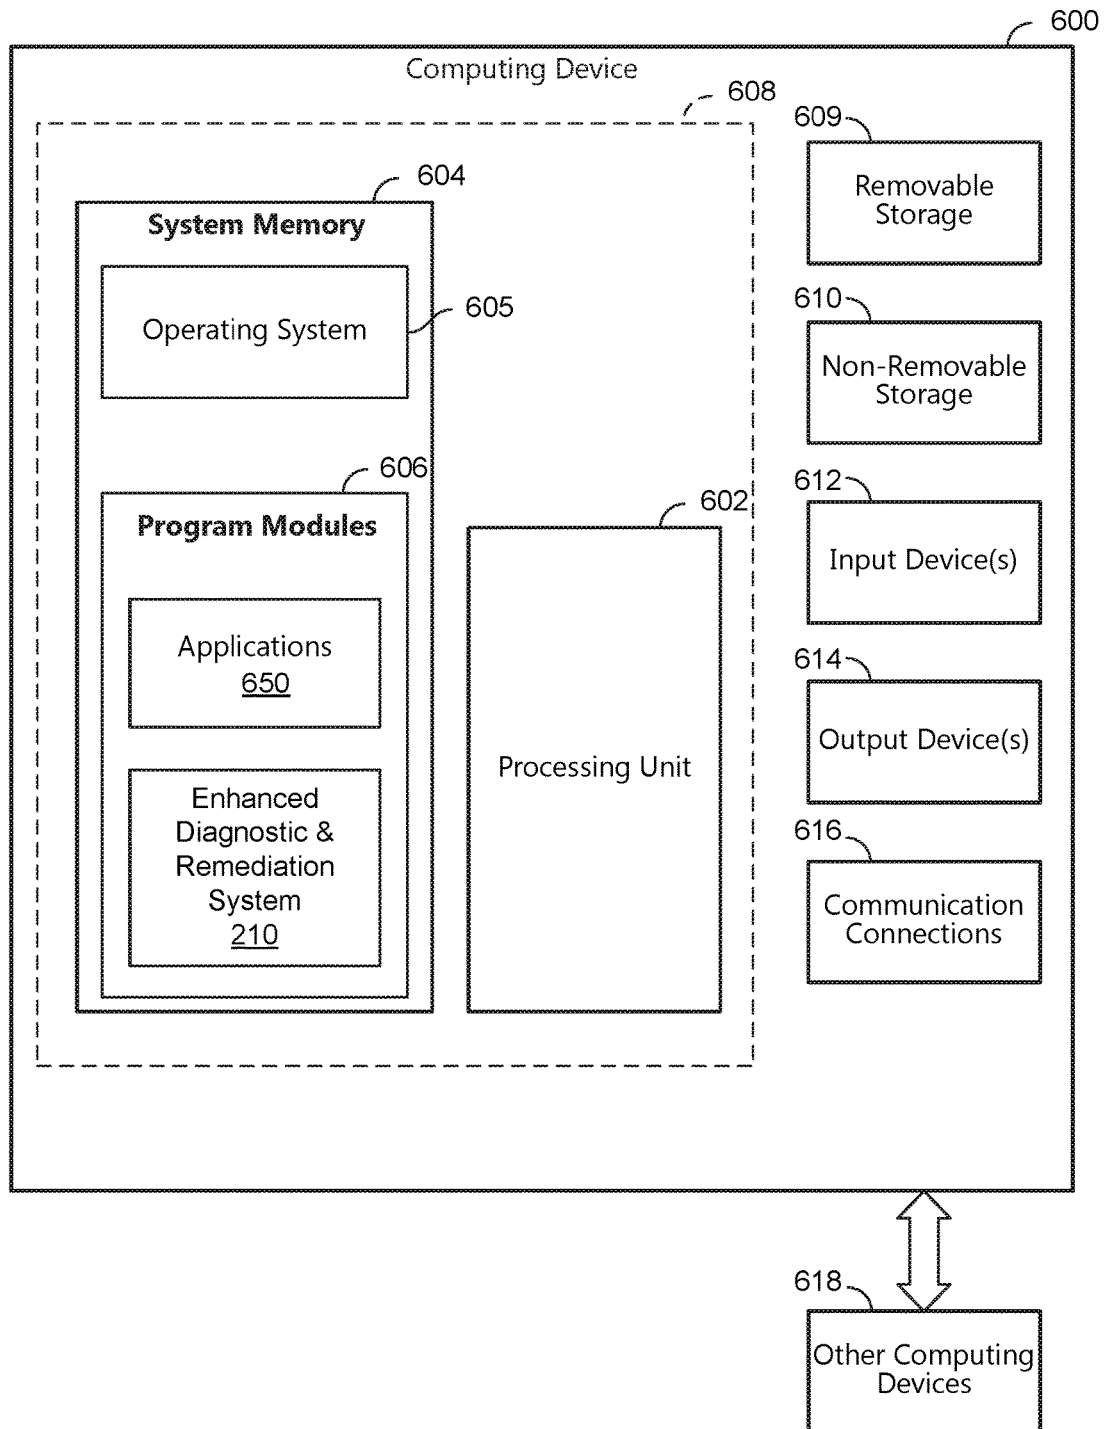 600
Computing Device
608
604
System Memory
Operating System
605
606
Program Modules
Applications
650
Enhanced
Diagnostic &
Remediation
System
210
602
Processing Unit
609
Removable
Storage
610
Non-Removable
Storage
612
Input Device(s)
614
Output Device(s)
616
Communication
Connections
618
Other Computing
Devices